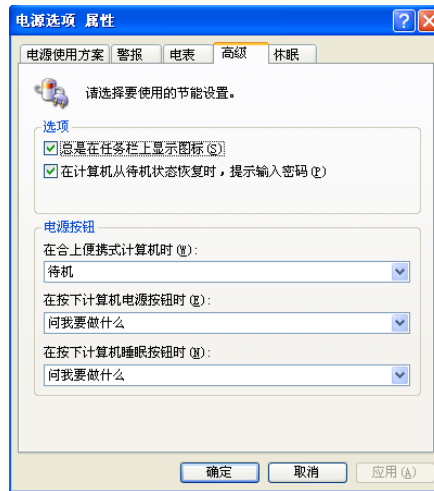 电源选项 属性
电源使用方案 警报 电表 高级 休眠
请选择要使用的节能设置。
选项
总是在任务栏上显示图标(S)
在计算机从待机状态恢复时，提示输入密码(P)
电源按钮
在合上便携式计算机时(W):
待机
在按下计算机电源按钮时(E):
问我要做什么
在按下计算机睡眠按钮时(N):
问我要做什么
确定 取消 应用(A)